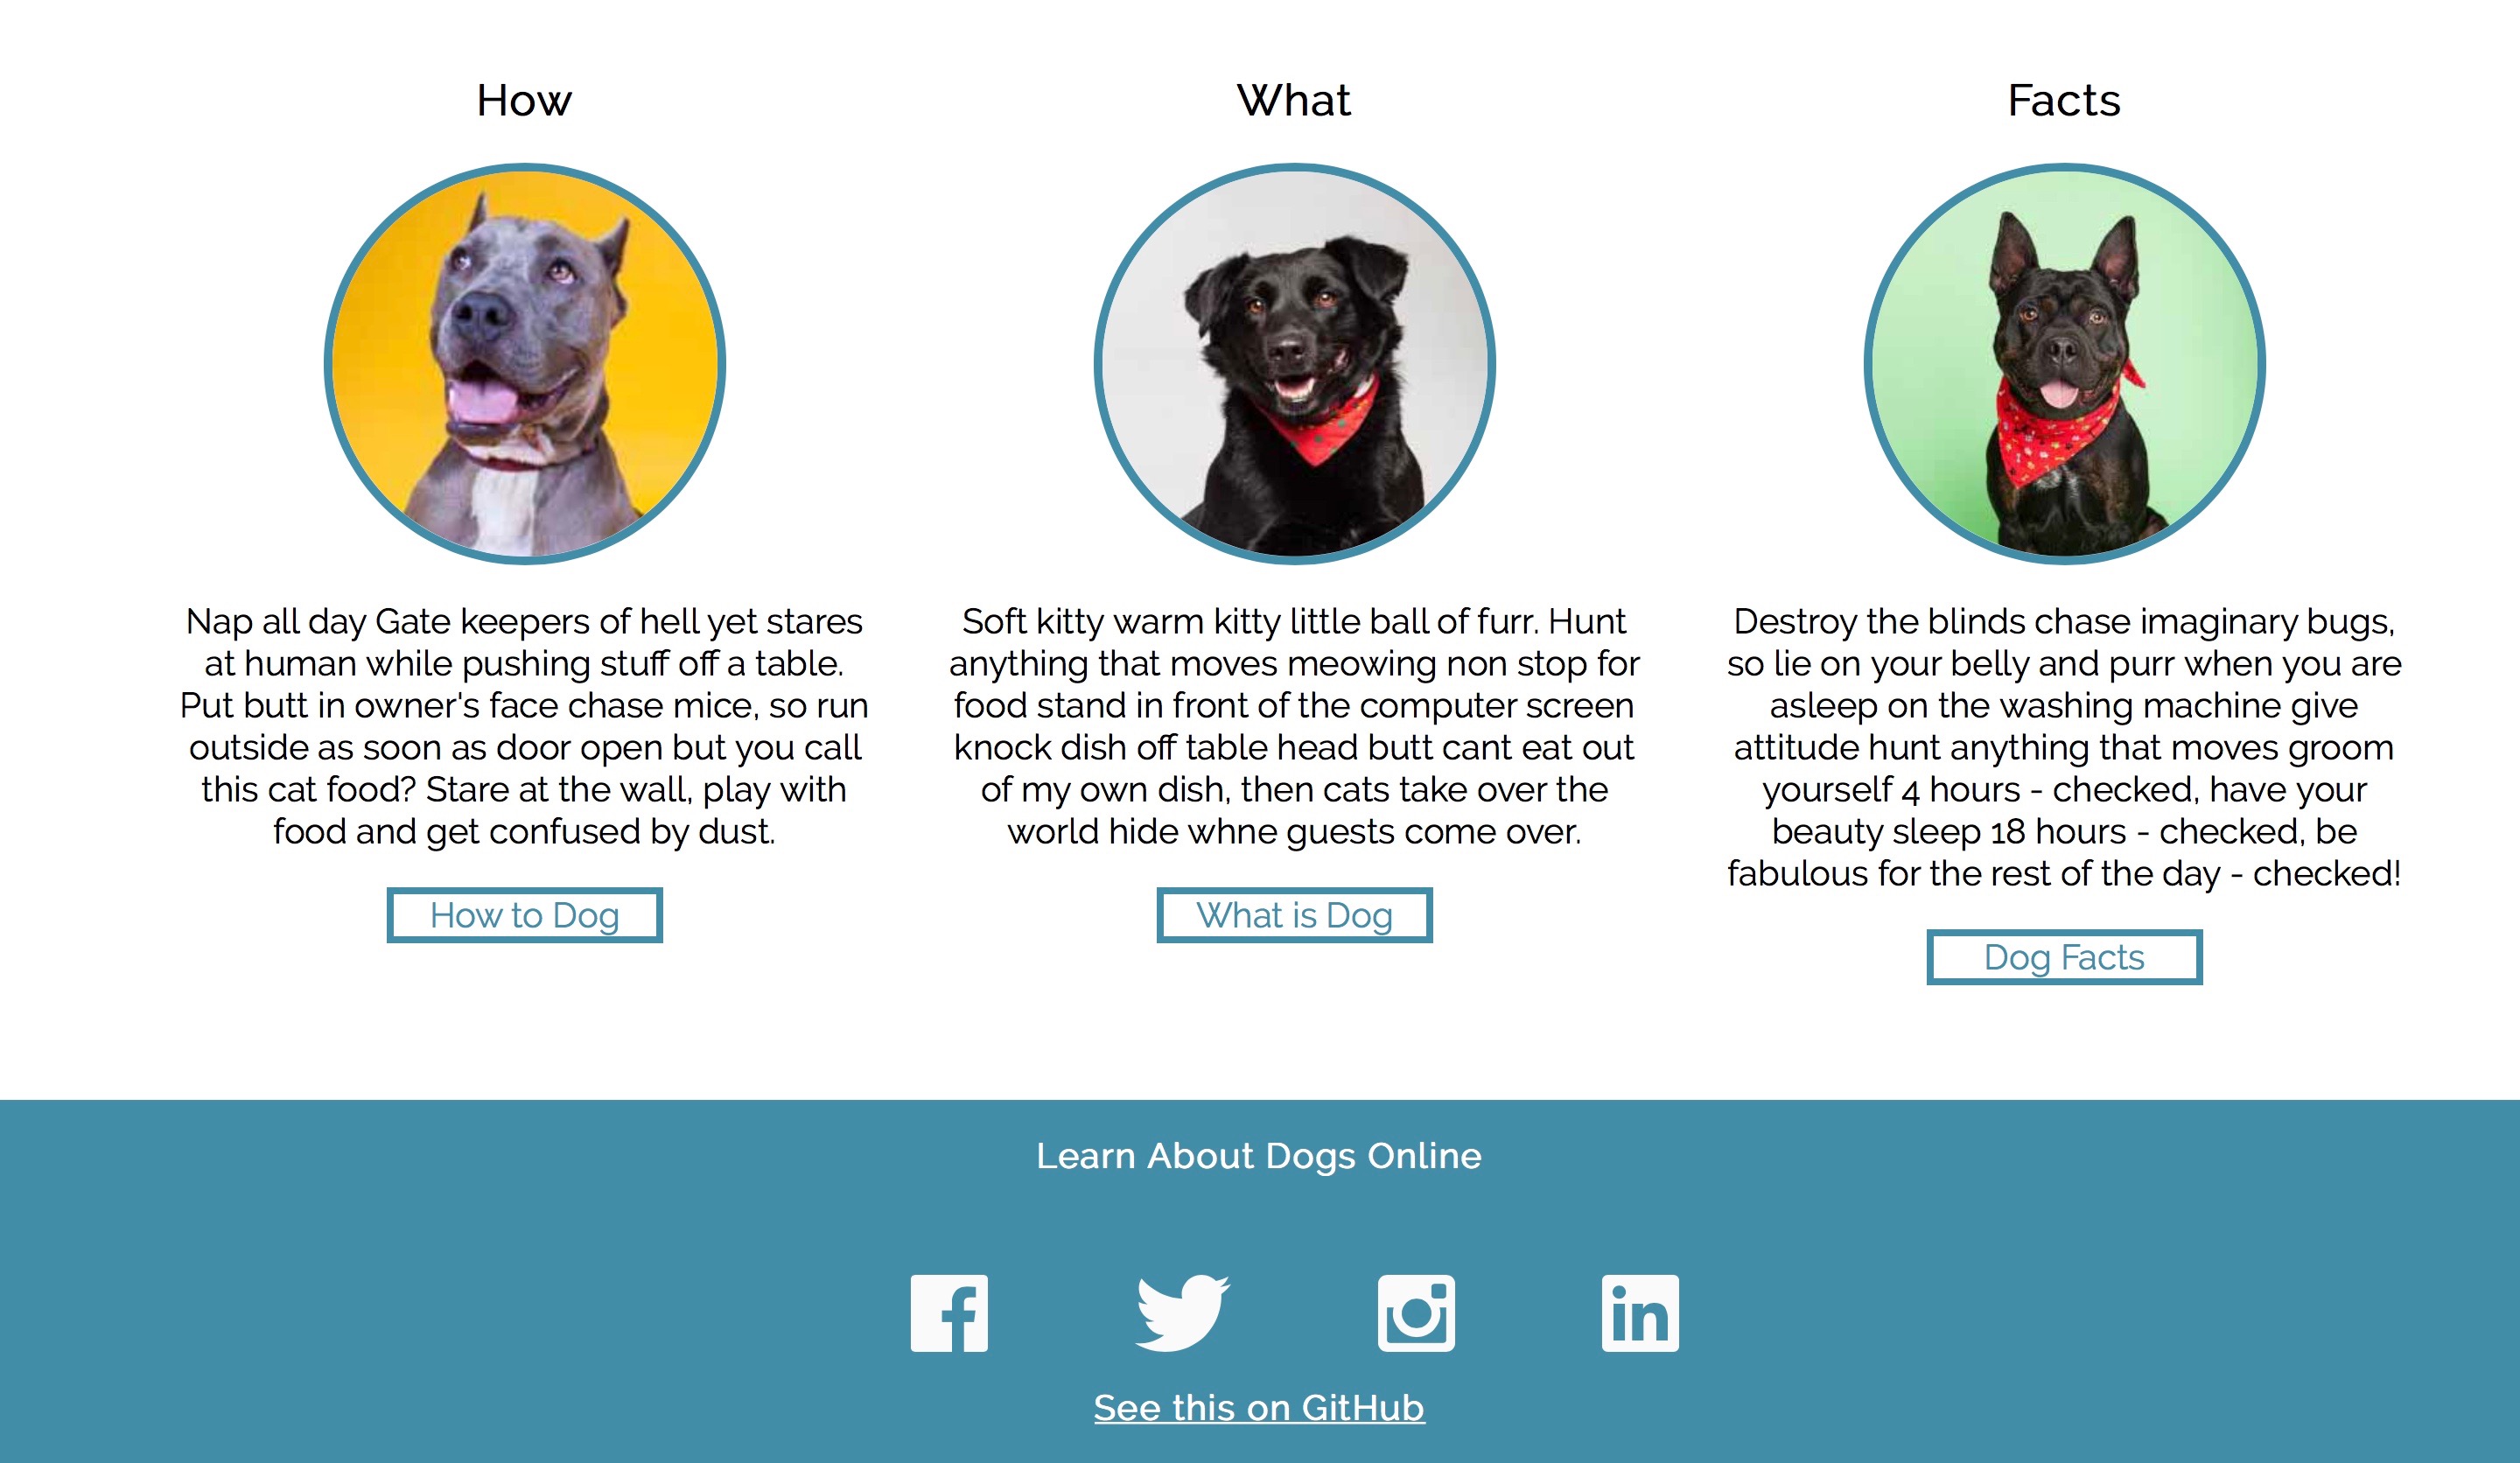 How
Nap all day Gate keepers of hell yet stares
at human while pushing stuff off a table.
Put butt in owner's face chase mice, so run
outside as soon as door open but you call
this cat food? Stare at the wall, play with
food and get confused by dust.
How to Dog
What
Soft kitty warm kitty little ball of furr. Hunt
anything that moves meowing non stop for
food stand in front of the computer screen
knock dish off table head butt cant eat out
of my own dish, then cats take over the
world hide whne guests come over.
What is Dog
Facts
Destroy the blinds chase imaginary bugs,
so lie on your belly and purr when you are
asleep on the washing machine give
attitude hunt anything that moves groom
yourself 4 hours - checked, have your
beauty sleep 18 hours - checked, be
fabulous for the rest of the day - checked!
Dog Facts
Learn About Dogs Online
See this on GitHub